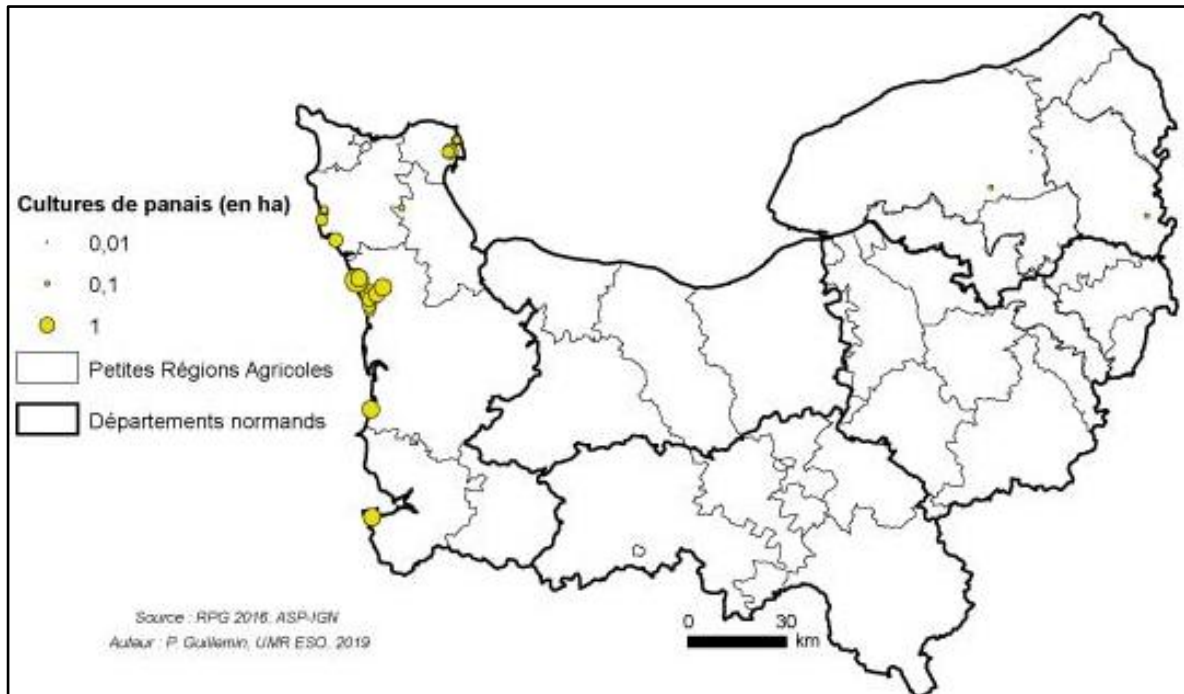 Cultures de panais (en ha)
0,01
0,1
1
Petites Régions Agricoles
Départements normands
Source : RPG 2016. ASP-IGN
Auteur : P. Guillemin, UMR ESO. 2019
0 30
km